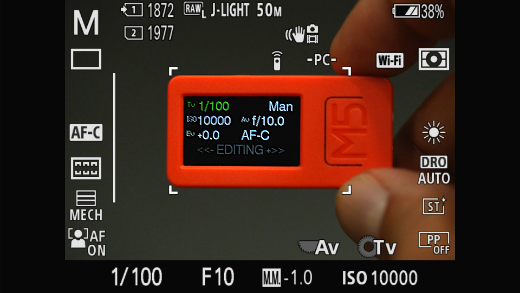 M
1 1872 RAW L J-LIGHT 50M 38%
2 1977
-PC- Wi-Fi
Tv 1/100 Man
ISO 10000 Av f/10.0
Ev +0.0 AF-C
<<- EDITING +>>
M5
AF-C
MECH
AF
ON
DRO
AUTO
ST
PP
OFF
Av Tv
1/100 F10 M.M. -1.0 ISO 10000